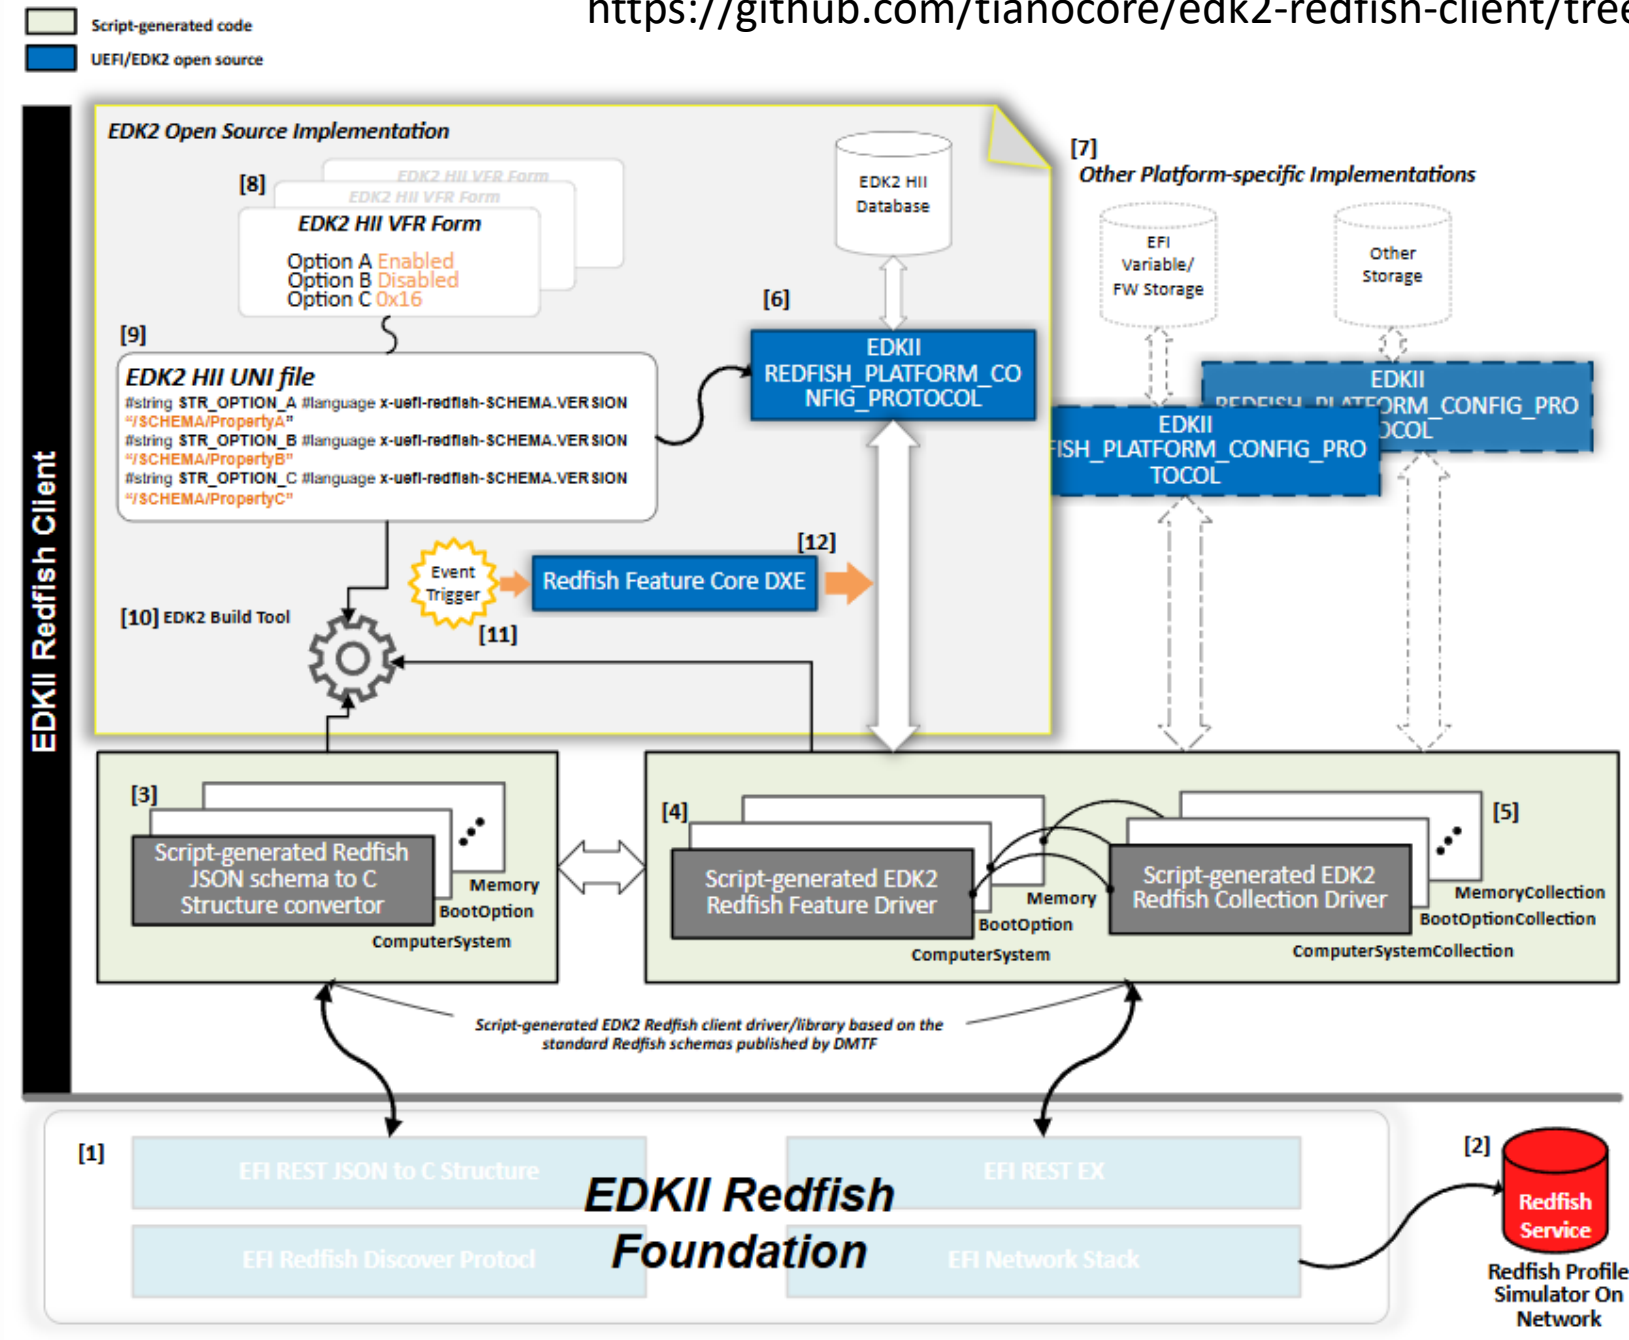 https://github.com/tianocore/edk2-redfish-client/tree
Script-generated code
UEFI/EDK2 open source
EDKII Redfish Client
EDK2 Open Source Implementation
[8]
EDK2 HII VFR Form
EDK2 HII VFR Form
EDK2 HII VFR Form
Option A Enabled
Option B Disabled
Option C 0x16
EDK2 HII
Database
[7]
Other Platform-specific Implementations
EFI
Variable/
FW Storage
Other
Storage
[6]
EDKII
REDFISH_PLATFORM_CO
NFIG_PROTOCOL
EDKII
REDFISH_PLATFORM_CONFIG_PRO
OCOL
EDKII
FISH_PLATFORM_CONFIG_PRO
TOCOL
[9]
EDK2 HII UNI file
#string STR_OPTION_A #language x-uefi-redfish-SCHEMA.VERSION
“/SCHEMA/PropertyA”
#string STR_OPTION_B #language x-uefi-redfish-SCHEMA.VERSION
“/SCHEMA/PropertyB”
#string STR_OPTION_C #language x-uefi-redfish-SCHEMA.VERSION
“/SCHEMA/PropertyC”
[10] EDK2 Build Tool
Event
Trigger
[11]
Redfish Feature Core DXE
[12]
[3]
Script-generated Redfish
JSON schema to C
Structure convertor
Memory
BootOption
ComputerSystem
[4]
Script-generated EDK2
Redfish Feature Driver
Memory
BootOption
ComputerSystem
[5]
Script-generated EDK2
Redfish Collection Driver
MemoryCollection
BootOptionCollection
ComputerSystemCollection
Script-generated EDK2 Redfish client driver/library based on the
standard Redfish schemas published by DMTF
[1]
EFI REST JSON to C Structure
EFI REST EX
EDKII Redfish
Foundation
EFI Redfish Discover Protocl
EFI Network Stack
[2]
Redfish
Service
Redfish Profile
Simulator On
Network